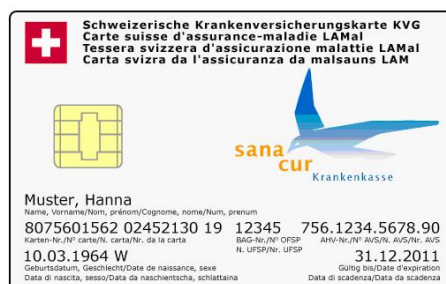 Schweizerische Krankenversicherungskarte KVG
Carte suisse d'assurance-maladie LAMal
Tessera svizzera d'assicurazione malattie LAMal
Carta svizra da l'assicuranza da malsauns LAM
sana
cur
Krankenkasse
Muster, Hanna
Name, Vorname/Nom, prénom/Cognome, nome/Num, prenum
8075601562 02452130 19 12345 756.1234.5678.90
Karten-Nr./N° carte/N. carta/Nr. da la carta BAG-Nr./N° OFSP AHV-Nr./N° AVS/N. AVS/Nr. AVS
N. UFSP/Nr. UFSP
10.03.1964 W 31.12.2011
Geburtsdatum, Geschlecht/Date de naissance, sexe Gültig bis/Date d'expiration
Data di nascita, sesso/Data da naschientscha, schlattaina Data di scadenza/Data da scadenza